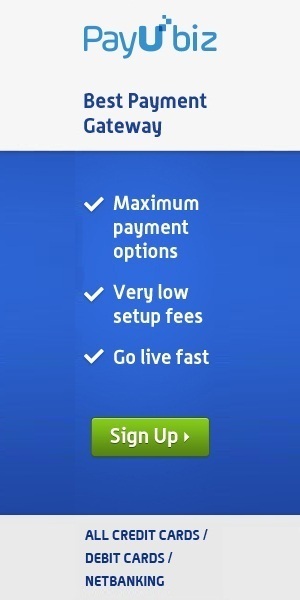 PayU biz
Best Payment
Gateway
Maximum
payment
options
Very low
setup fees
Go live fast
Sign Up
ALL CREDIT CARDS /
DEBIT CARDS /
NETBANKING